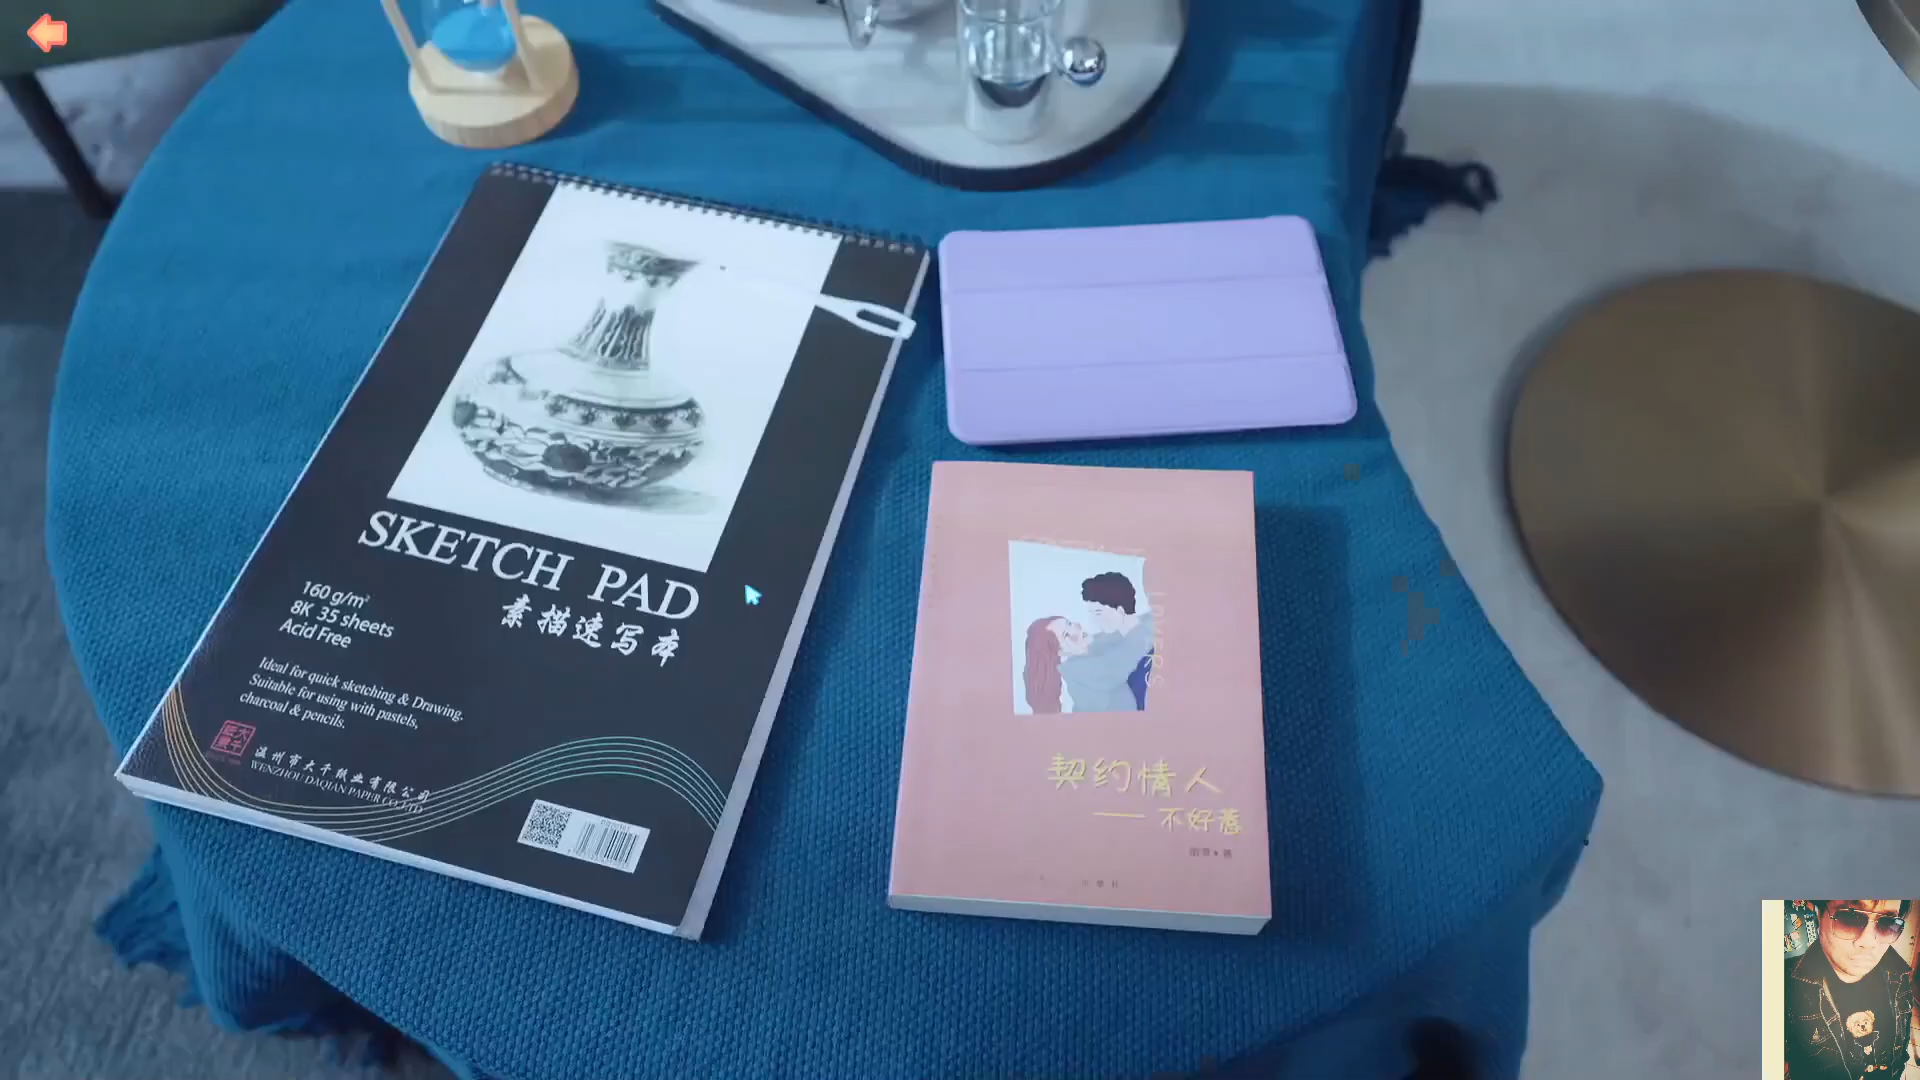 SKETCH PAD
素描速写本
160 g/m²
8K 35 sheets
Acid Free
Ideal for quick sketching & Drawing.
Suitable for using with pastels,
charcoal & pencils.
温州市大千纸业有限公司
WENZHOU DAQIAN PAPER CO.LTD
LOVERS
契约情人
—— 不好惹